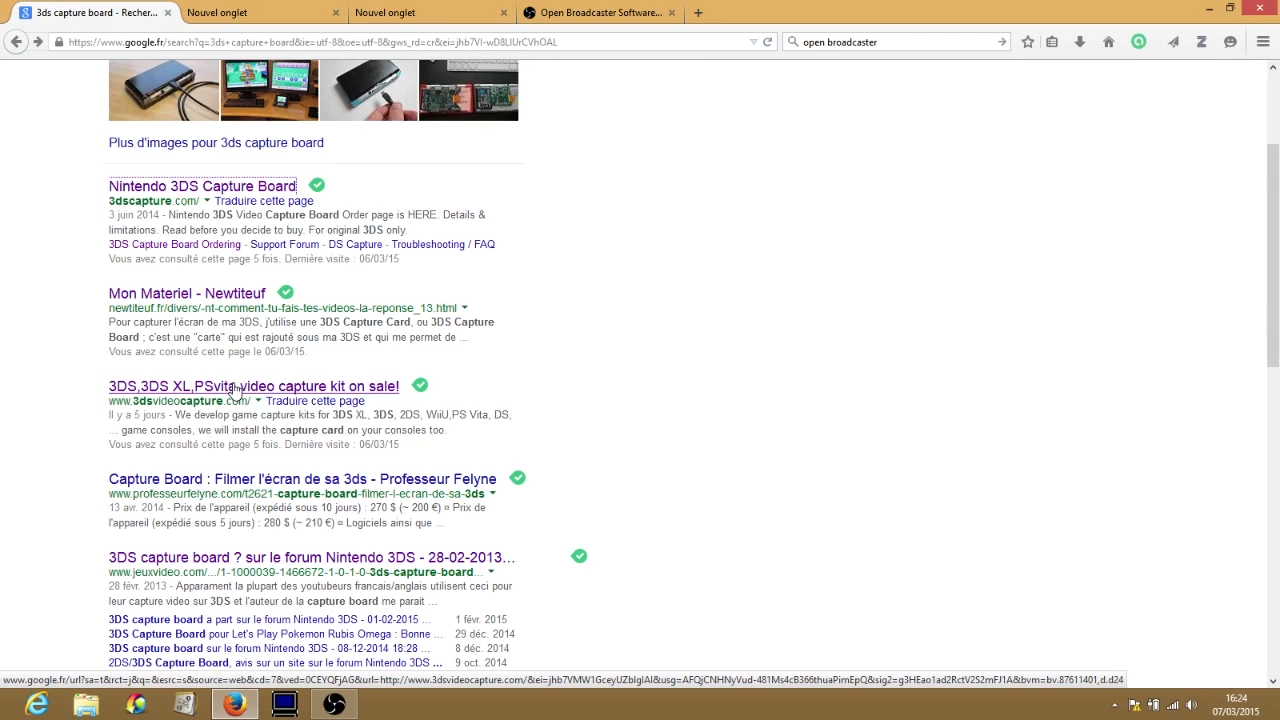 3ds capture board - Recher...
Nouvel onglet
Nouvel onglet
Open Broadcaster Software...
https://www.google.fr/search?q=3ds+capture+board&ie=utf-8&oe=utf-8&gws_rd=cr&ei=jhb7VI-wD8LlUrCVhOAL
open broadcaster
Plus d'images pour 3ds capture board
Nintendo 3DS Capture Board
3dscapture.com/ Traduire cette page
3 juin 2014 - Nintendo 3DS Video Capture Board Order page is HERE. Details &
limitations. Read before you decide to buy. For original 3DS only.
3DS Capture Board Ordering - Support Forum - DS Capture - Troubleshooting / FAQ
Vous avez consulté cette page 5 fois. Dernière visite : 06/03/15
Mon Materiel - Newtiteuf
newtiteuf.fr/divers/-nt-comment-tu-fais-tes-videos-la-reponse_13.html
Pour capturer l'écran de ma 3DS, j'utilise une 3DS Capture Card, ou 3DS Capture
Board ; c'est une "carte" qui est rajouté sous ma 3DS et qui me permet de ...
Vous avez consulté cette page le 06/03/15.
3DS,3DS XL,PSvita video capture kit on sale!
www.3dsvideocapture.com/ Traduire cette page
Il y a 5 jours - We develop game capture kits for 3DS XL, 3DS, 2DS, WiiU,PS Vita, DS,
... game consoles, we will install the capture card on your consoles too.
Vous avez consulté cette page 5 fois. Dernière visite : 06/03/15
Capture Board : Filmer l'écran de sa 3ds - Professeur Felyne
www.professeurfelyne.com/t2621-capture-board-filmer-l-ecran-de-sa-3ds
13 avr. 2014 - Prix de l'appareil (expédié sous 10 jours) : 270 $ (~ 200 €) ¤ Prix de
l'appareil (expédié sous 5 jours) : 280 $ (~ 210 €) ¤ Logiciels ainsi que ...
3DS capture board ? sur le forum Nintendo 3DS - 28-02-2013...
www.jeuxvideo.com/.../1-1000039-1466672-1-0-1-0-3ds-capture-board...
28 févr. 2013 - Apparament la plupart des youtubeurs francais/anglais utilisent ceci pour
leur capture video sur 3DS et l'auteur de la capture board me parait ...
3DS capture board a part sur le forum Nintendo 3DS - 01-02-2015 ... 1 févr. 2015
3DS Capture Board pour Let's Play Pokemon Rubis Omega : Bonne ... 29 déc. 2014
3DS capture board sur le forum Nintendo 3DS - 08-12-2014 18:28 ... 8 déc. 2014
2DS/3DS Capture Board, avis sur un site sur le forum Nintendo 3DS ... 9 oct. 2014
www.google.fr/url?sa=t&rct=j&q=&esrc=s&source=web&cd=7&ved=0CEYQFjAG&url=http://www.3dsvideocapture.com/&ei=jhb7VMW1GceyUZbIgIAI&usg=AFQjCNHNyVud-481Ms4cB366thuaPimEpQ&sig2=g3HEao1ad2RctV2S2mFJ1A&bvm=bv.87611401,d.d24
16:24
07/03/2015